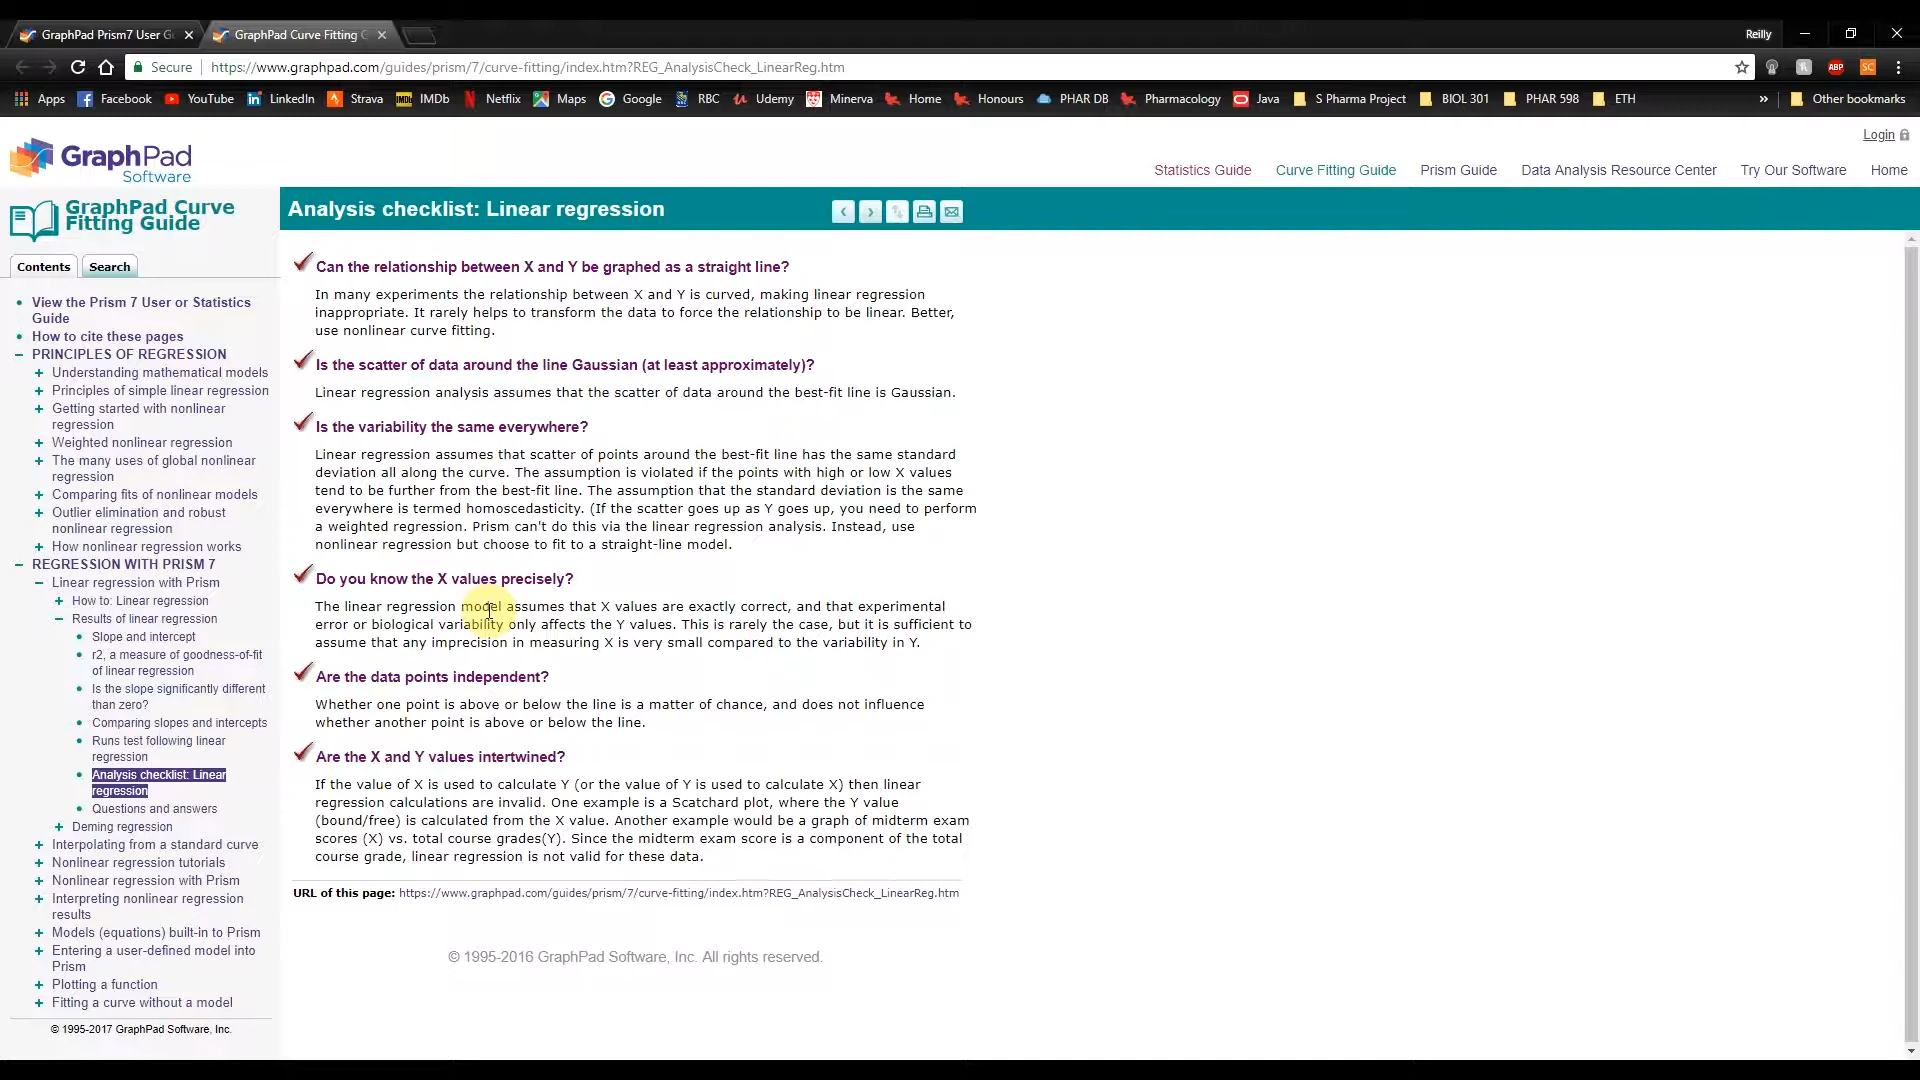 GraphPad Prism7 User G
GraphPad Curve Fitting G
Reilly
Secure
https://www.graphpad.com/guides/prism/7/curve-fitting/index.htm?REG_AnalysisCheck_LinearReg.htm
Apps Facebook YouTube LinkedIn Strava IMDb Netflix Maps Google RBC Udemy Minerva Home Honours PHAR DB Pharmacology Java S Pharma Project BIOL 301 PHAR 598 ETH » Other bookmarks
Login
GraphPad
Software
Statistics Guide Curve Fitting Guide Prism Guide Data Analysis Resource Center Try Our Software Home
GraphPad Curve
Fitting Guide
Contents Search
View the Prism 7 User or Statistics
Guide
How to cite these pages
PRINCIPLES OF REGRESSION
Understanding mathematical models
Principles of simple linear regression
Getting started with nonlinear
regression
Weighted nonlinear regression
The many uses of global nonlinear
regression
Comparing fits of nonlinear models
Outlier elimination and robust
nonlinear regression
How nonlinear regression works
REGRESSION WITH PRISM 7
Linear regression with Prism
How to: Linear regression
Results of linear regression
Slope and intercept
r2, a measure of goodness-of-fit
of linear regression
Is the slope significantly different
than zero?
Comparing slopes and intercepts
Runs test following linear
regression
Analysis checklist: Linear
regression
Questions and answers
Deming regression
Interpolating from a standard curve
Nonlinear regression tutorials
Nonlinear regression with Prism
Interpreting nonlinear regression
results
Models (equations) built-in to Prism
Entering a user-defined model into
Prism
Plotting a function
Fitting a curve without a model
© 1995-2017 GraphPad Software, Inc.
Analysis checklist: Linear regression
Can the relationship between X and Y be graphed as a straight line?
In many experiments the relationship between X and Y is curved, making linear regression
inappropriate. It rarely helps to transform the data to force the relationship to be linear. Better,
use nonlinear curve fitting.
Is the scatter of data around the line Gaussian (at least approximately)?
Linear regression analysis assumes that the scatter of data around the best-fit line is Gaussian.
Is the variability the same everywhere?
Linear regression assumes that scatter of points around the best-fit line has the same standard
deviation all along the curve. The assumption is violated if the points with high or low X values
tend to be further from the best-fit line. The assumption that the standard deviation is the same
everywhere is termed homoscedasticity. (If the scatter goes up as Y goes up, you need to perform
a weighted regression. Prism can't do this via the linear regression analysis. Instead, use
nonlinear regression but choose to fit to a straight-line model.
Do you know the X values precisely?
The linear regression model assumes that X values are exactly correct, and that experimental
error or biological variability only affects the Y values. This is rarely the case, but it is sufficient to
assume that any imprecision in measuring X is very small compared to the variability in Y.
Are the data points independent?
Whether one point is above or below the line is a matter of chance, and does not influence
whether another point is above or below the line.
Are the X and Y values intertwined?
If the value of X is used to calculate Y (or the value of Y is used to calculate X) then linear
regression calculations are invalid. One example is a Scatchard plot, where the Y value
(bound/free) is calculated from the X value. Another example would be a graph of midterm exam
scores (X) vs. total course grades(Y). Since the midterm exam score is a component of the total
course grade, linear regression is not valid for these data.
URL of this page: https://www.graphpad.com/guides/prism/7/curve-fitting/index.htm?REG_AnalysisCheck_LinearReg.htm
© 1995-2016 GraphPad Software, Inc. All rights reserved.